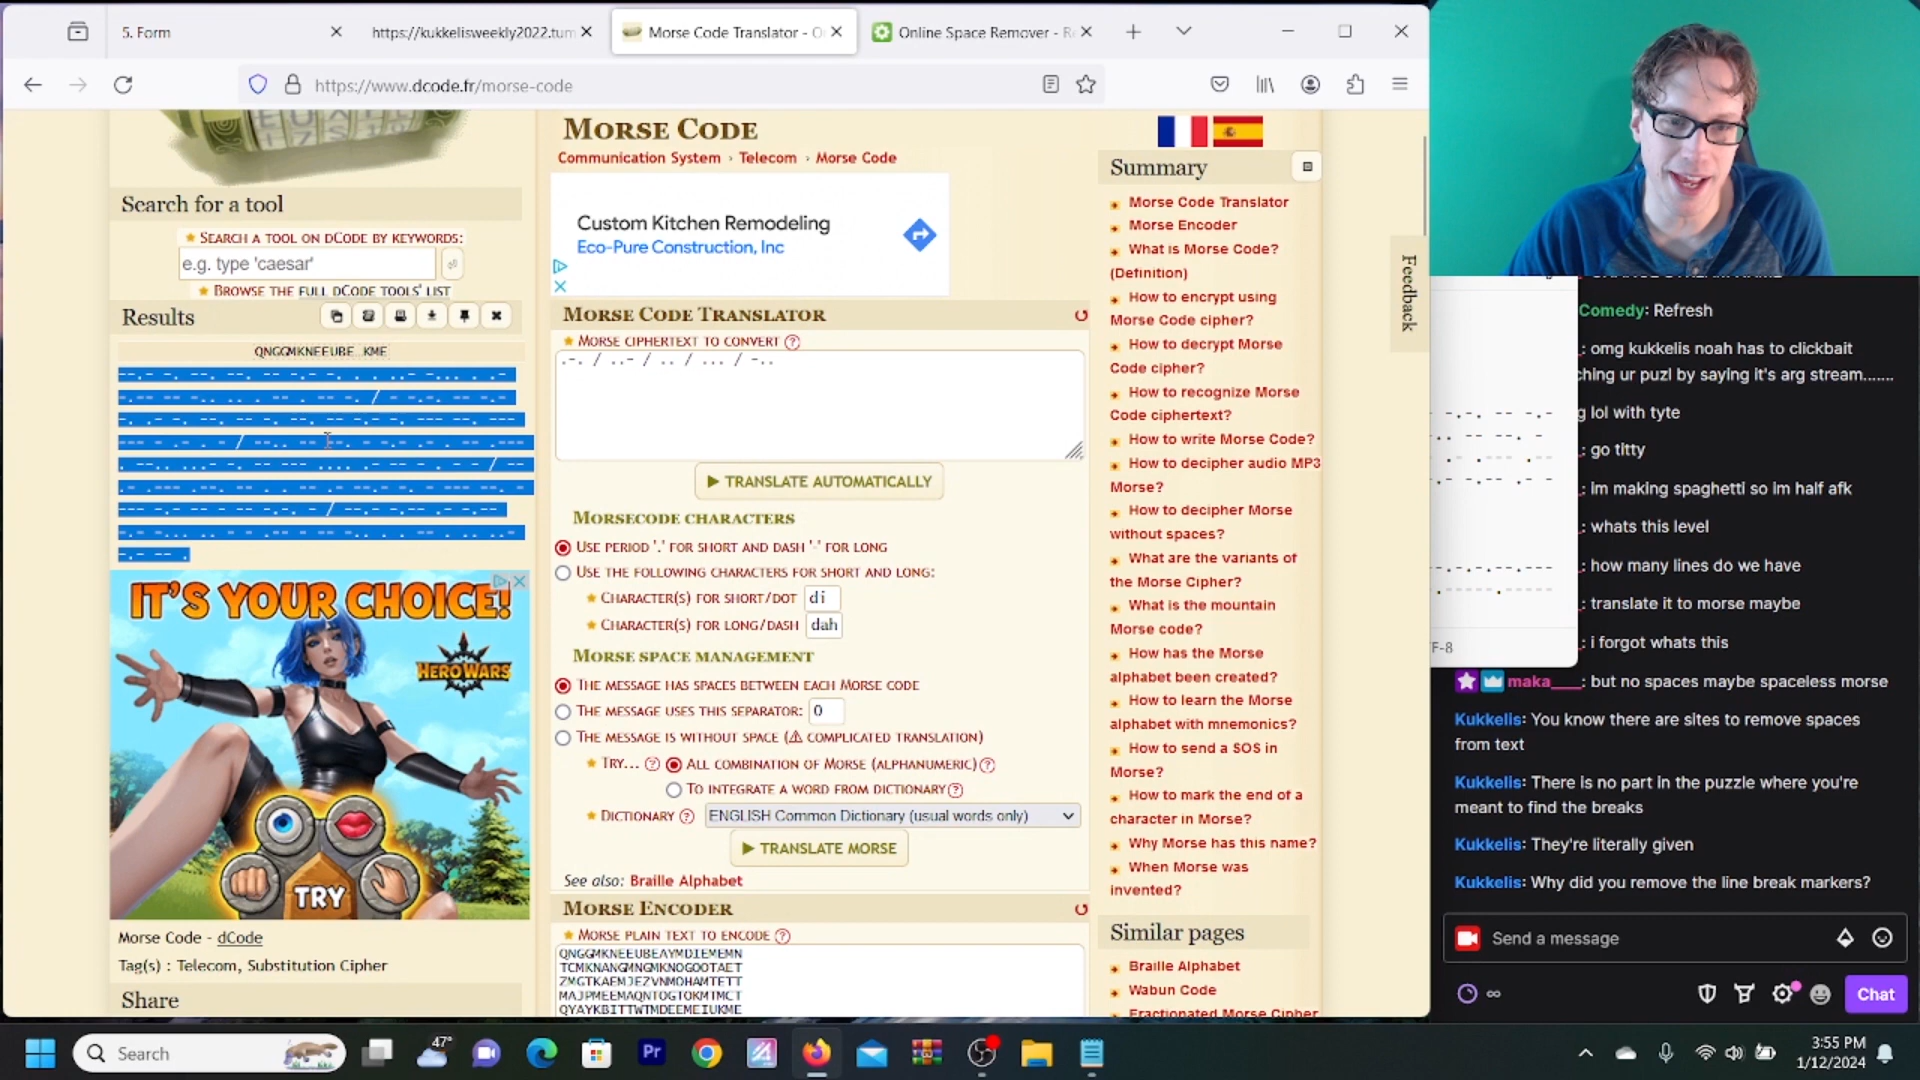 5. Form
https://kukkelisweekly2022.tum
Morse Code Translator - O
Online Space Remover - R
https://www.dcode.fr/morse-code
Search for a tool
SEARCH A TOOL ON DCODE BY KEYWORDS:
e.g. type 'caesar'
BROWSE THE FULL DCODE TOOLS' LIST
Results
QNGGMKNEEUBE…KME
IT'S YOUR CHOICE!
HERO WARS
TRY
Morse Code - dCode
Tag(s) : Telecom, Substitution Cipher
Share
MORSE CODE
Communication System › Telecom › Morse Code
Custom Kitchen Remodeling
Eco-Pure Construction, Inc
MORSE CODE TRANSLATOR
MORSE CIPHERTEXT TO CONVERT
.-. / ..- / .. / ... / -..
TRANSLATE AUTOMATICALLY
MORSECODE CHARACTERS
USE PERIOD '.' FOR SHORT AND DASH '-' FOR LONG
USE THE FOLLOWING CHARACTERS FOR SHORT AND LONG:
CHARACTER(S) FOR SHORT/DOT di
CHARACTER(S) FOR LONG/DASH dah
MORSE SPACE MANAGEMENT
THE MESSAGE HAS SPACES BETWEEN EACH MORSE CODE
THE MESSAGE USES THIS SEPARATOR: 0
THE MESSAGE IS WITHOUT SPACE (⚠ COMPLICATED TRANSLATION)
TRY... ALL COMBINATION OF MORSE (ALPHANUMERIC)
TO INTEGRATE A WORD FROM DICTIONARY
DICTIONARY ENGLISH Common Dictionary (usual words only)
TRANSLATE MORSE
See also: Braille Alphabet
MORSE ENCODER
MORSE PLAIN TEXT TO ENCODE
QNGGMKNEEUBEAYMDIEMEMN
TCMKNANGMNGMKNOGOOTAET
ZMGTKAEMJEZVNMDHAMTETT
MAJPMEEMAQNTOGTOKMTMCT
QYAYKBITTWTMDEEMEIUKME
Summary
Morse Code Translator
Morse Encoder
What is Morse Code?
(Definition)
How to encrypt using
Morse Code cipher?
How to decrypt Morse
Code cipher?
How to recognize Morse
Code ciphertext?
How to write Morse Code?
How to decipher audio MP3
Morse?
How to decipher Morse
without spaces?
What are the variants of
the Morse Cipher?
What is the mountain
Morse code?
How has the Morse
alphabet been created?
How to learn the Morse
alphabet with mnemonics?
How to send a SOS in
Morse?
How to mark the end of a
character in Morse?
Why Morse has this name?
When Morse was
invented?
Similar pages
Braille Alphabet
Wabun Code
Fractionated Morse Cipher
Feedback
Comedy: Refresh
: omg kukkelis noah has to clickbait
ching ur puzl by saying it's arg stream.......
g lol with tyte
: go titty
: im making spaghetti so im half afk
: whats this level
: how many lines do we have
: translate it to morse maybe
: i forgot whats this
maka____: but no spaces maybe spaceless morse
Kukkelis: You know there are sites to remove spaces
from text
Kukkelis: There is no part in the puzzle where you're
meant to find the breaks
Kukkelis: They're literally given
Kukkelis: Why did you remove the line break markers?
Send a message
Chat
TF-8
Search
47°
3:55 PM
1/12/2024